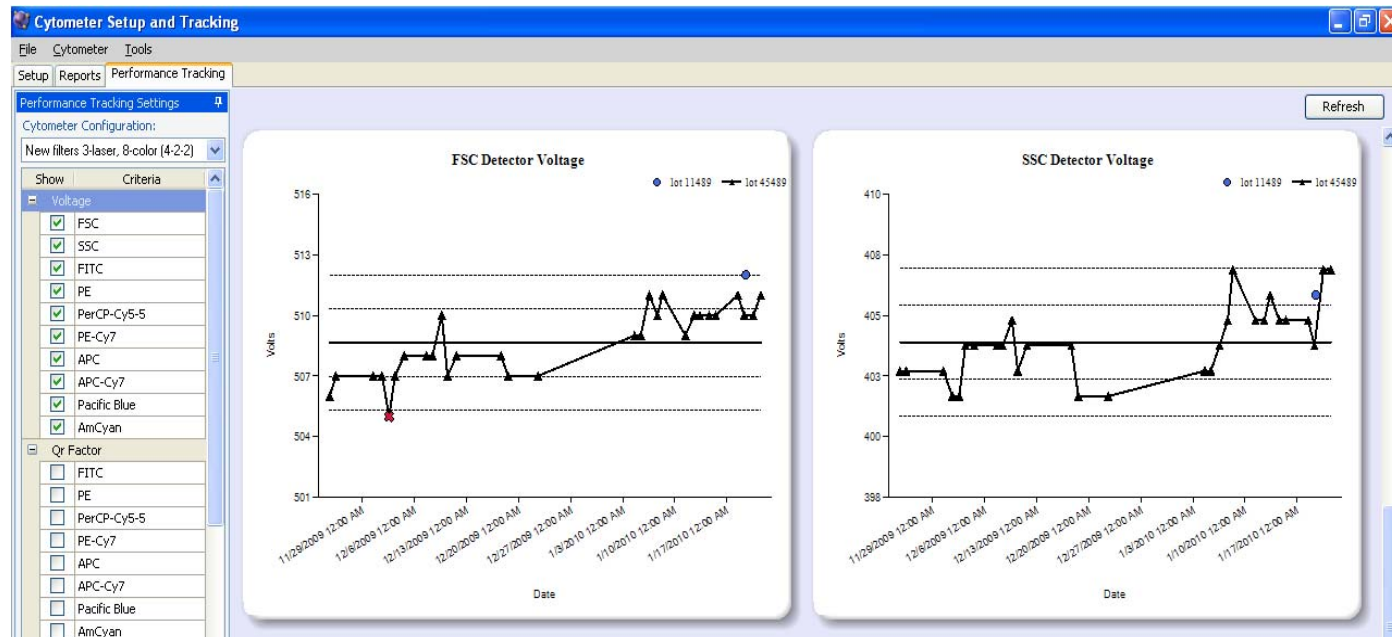 Cytometer Setup and Tracking
File Cytometer Tools
Setup Reports Performance Tracking
Performance Tracking Settings
Refresh
Cytometer Configuration:
New filters 3-laser, 8-color (4-2-2)
Show Criteria
Voltage
FSC
SSC
FITC
PE
PerCP-Cy5-5
PE-Cy7
APC
APC-Cy7
Pacific Blue
AmCyan
Qr Factor
FITC
PE
PerCP-Cy5-5
PE-Cy7
APC
APC-Cy7
Pacific Blue
AmCyan
FSC Detector Voltage
lot 11489 lot 45489
516
513
510
507
504
501
Volts
11/29/2009 12:00 AM
12/6/2009 12:00 AM
12/13/2009 12:00 AM
12/20/2009 12:00 AM
12/27/2009 12:00 AM
1/3/2010 12:00 AM
1/10/2010 12:00 AM
1/17/2010 12:00 AM
Date
SSC Detector Voltage
lot 11489 lot 45489
410
408
405
403
400
398
Volts
11/29/2009 12:00 AM
12/6/2009 12:00 AM
12/13/2009 12:00 AM
12/20/2009 12:00 AM
12/27/2009 12:00 AM
1/3/2010 12:00 AM
1/10/2010 12:00 AM
1/17/2010 12:00 AM
Date